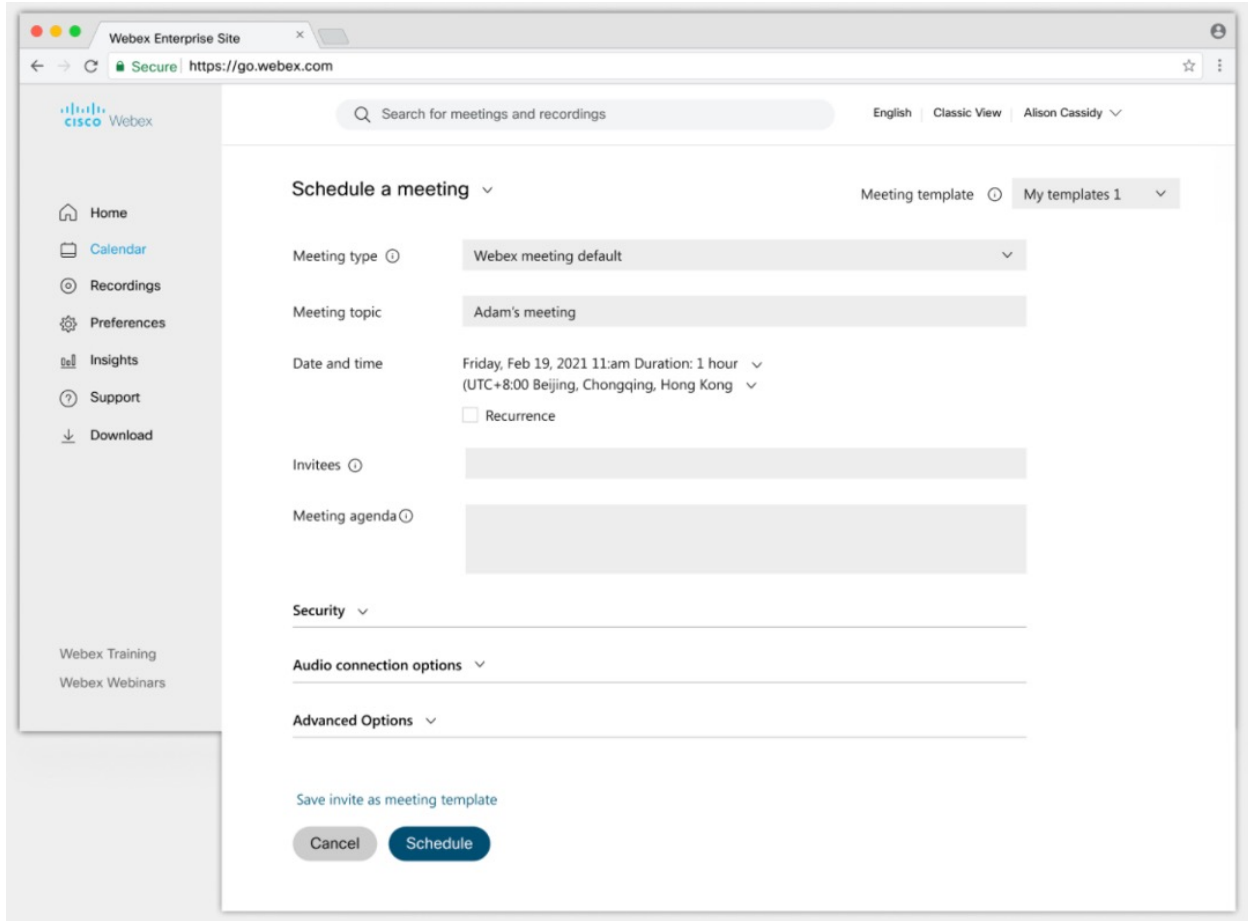 Webex Enterprise Site
Secure https://go.webex.com
CISCO Webex
Search for meetings and recordings
English Classic View Alison Cassidy
Home
Calendar
Recordings
Preferences
Insights
Support
Download
Webex Training
Webex Webinars
Schedule a meeting
Meeting template My templates 1
Meeting type Webex meeting default
Meeting topic Adam's meeting
Date and time Friday, Feb 19, 2021 11:am Duration: 1 hour
(UTC+8:00 Beijing, Chongqing, Hong Kong
Recurrence
Invitees
Meeting agenda
Security
Audio connection options
Advanced Options
Save invite as meeting template
Cancel Schedule